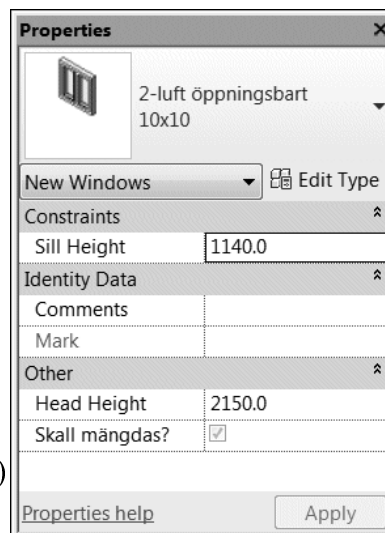 Properties
2-luft öppningsbart
10x10
New Windows Edit Type
Constraints
Sill Height 1140.0
Identity Data
Comments
Mark
Other
Head Height 2150.0
Skall mängdas?
)
Properties help Apply